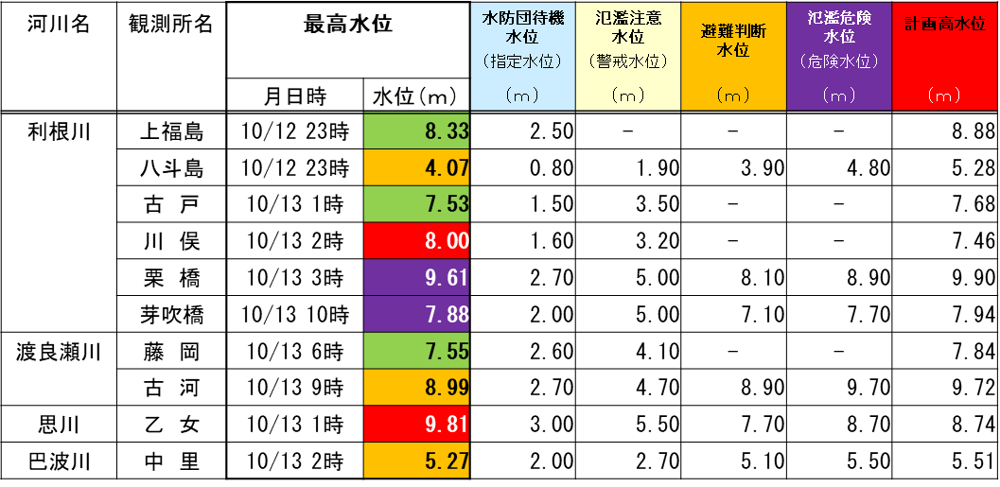 河川名 観測所名 最高水位 水防団待機水位（指定水位） 氾濫注意水位（警戒水位） 避難判断水位 氾濫危険水位（危険水位） 計画高水位
月日時 水位（ｍ） （ｍ） （ｍ） （ｍ） （ｍ） （ｍ）
利根川 上福島 10/12 23時 8.33 2.50 － － － 8.88
八斗島 10/12 23時 4.07 0.80 1.90 3.90 4.80 5.28
古 戸 10/13 1時 7.53 1.50 3.50 － － 7.68
川 俣 10/13 2時 8.00 1.60 3.20 － － 7.46
栗 橋 10/13 3時 9.61 2.70 5.00 8.10 8.90 9.90
芽吹橋 10/13 10時 7.88 2.00 5.00 7.10 7.70 7.94
渡良瀬川 藤 岡 10/13 6時 7.55 2.60 4.10 － － 7.84
古 河 10/13 9時 8.99 2.70 4.70 8.90 9.70 9.72
思川 乙 女 10/13 1時 9.81 3.00 5.50 7.70 8.70 8.74
巴波川 中 里 10/13 2時 5.27 2.00 2.70 5.10 5.50 5.51